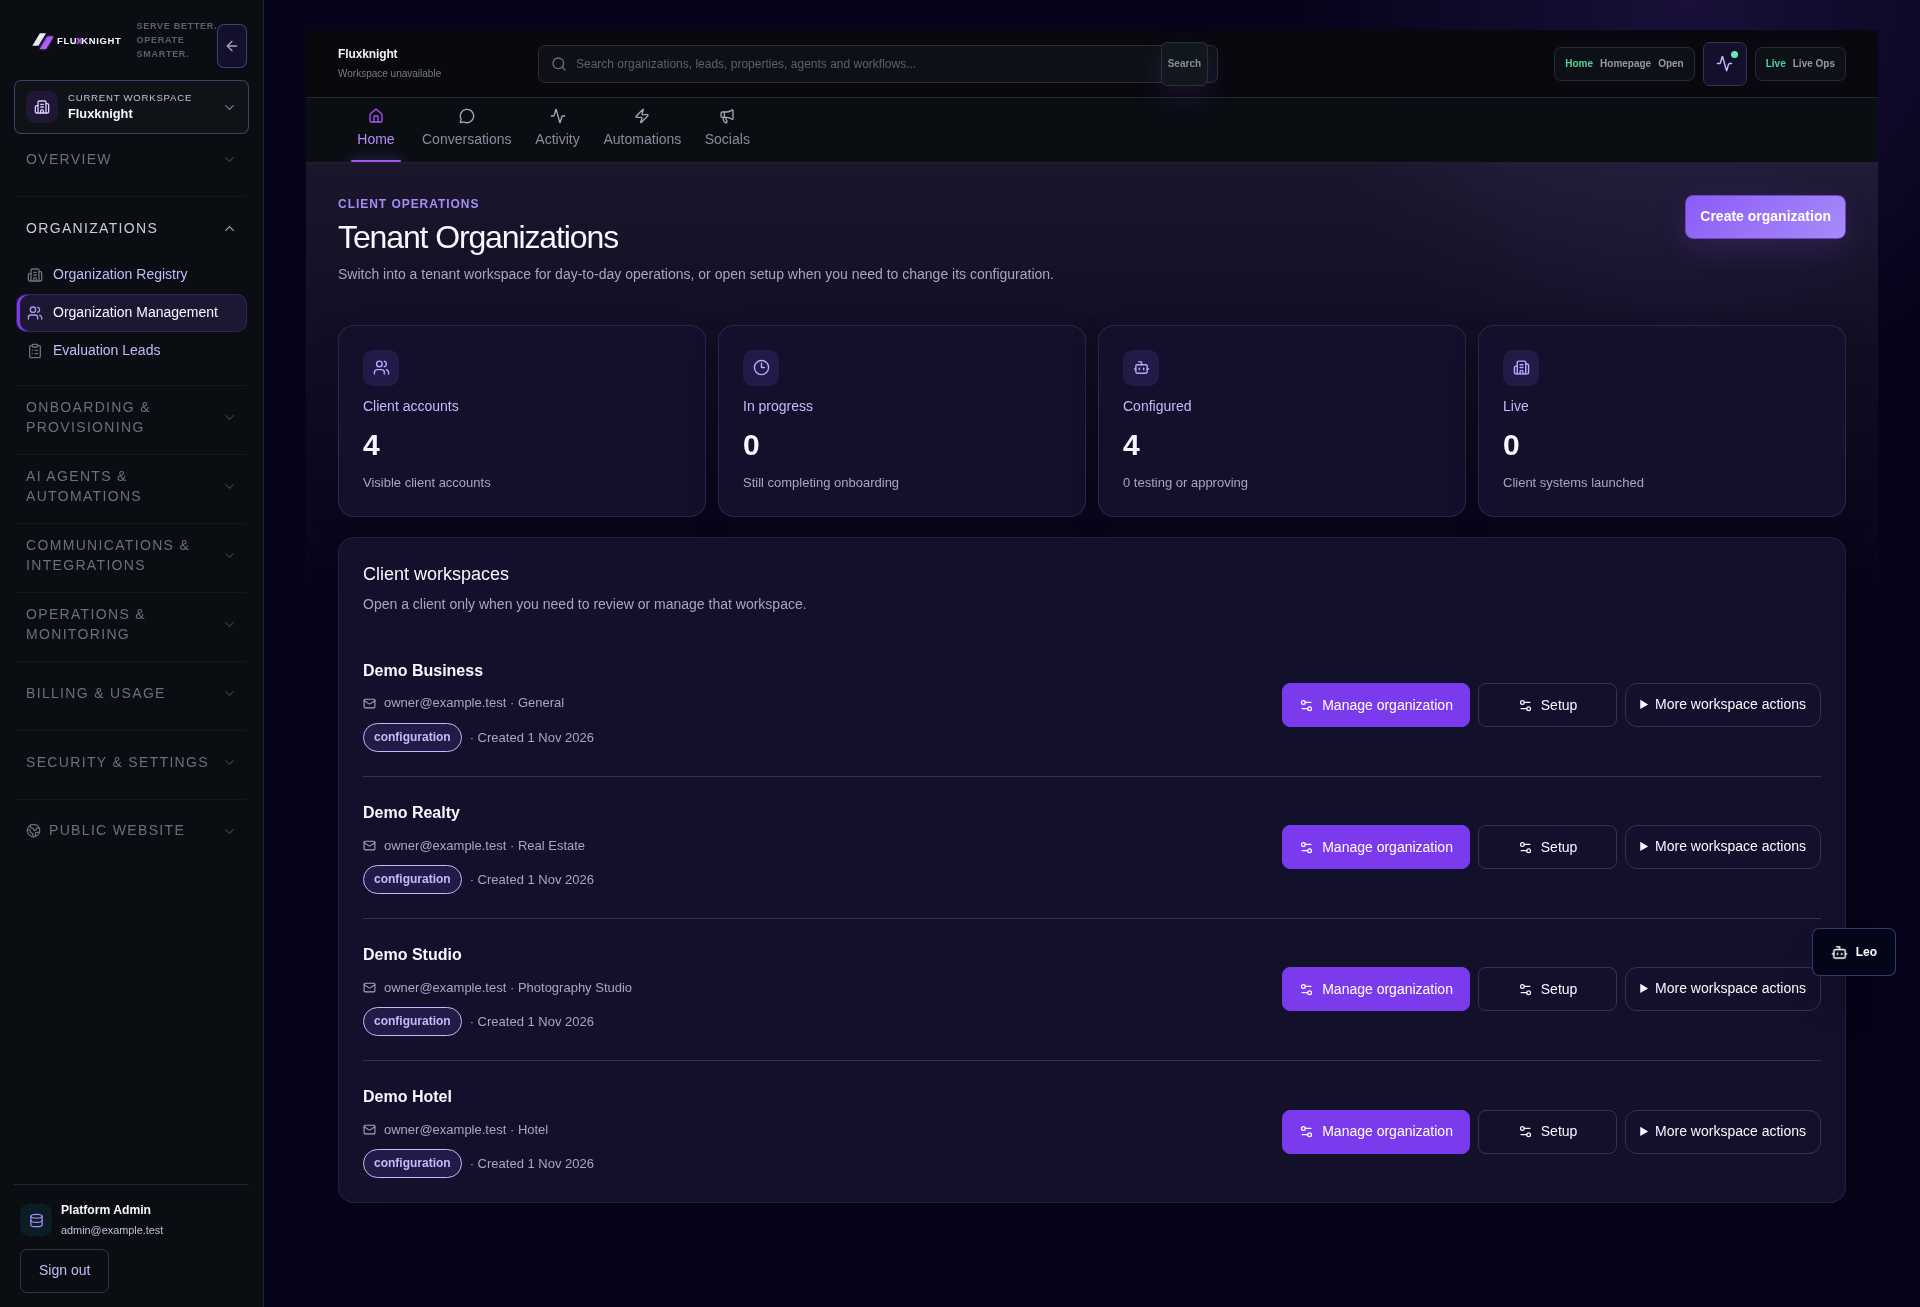 FLUXKNIGHT
SERVE BETTER.
OPERATE
SMARTER.
CURRENT WORKSPACE
Fluxknight
OVERVIEW
ORGANIZATIONS
Organization Registry
Organization Management
Evaluation Leads
ONBOARDING &
PROVISIONING
AI AGENTS &
AUTOMATIONS
COMMUNICATIONS &
INTEGRATIONS
OPERATIONS &
MONITORING
BILLING & USAGE
SECURITY & SETTINGS
PUBLIC WEBSITE
Platform Admin
admin@example.test
Sign out
Fluxknight
Workspace unavailable
Search organizations, leads, properties, agents and workflows...
Search
Home Homepage Open
Live Live Ops
Home
Conversations
Activity
Automations
Socials
CLIENT OPERATIONS
Tenant Organizations
Switch into a tenant workspace for day-to-day operations, or open setup when you need to change its configuration.
Create organization
Client accounts
4
Visible client accounts
In progress
0
Still completing onboarding
Configured
4
0 testing or approving
Live
0
Client systems launched
Client workspaces
Open a client only when you need to review or manage that workspace.
Demo Business
owner@example.test · General
configuration · Created 1 Nov 2026
Manage organization
Setup
More workspace actions
Demo Realty
owner@example.test · Real Estate
configuration · Created 1 Nov 2026
Manage organization
Setup
More workspace actions
Demo Studio
owner@example.test · Photography Studio
configuration · Created 1 Nov 2026
Manage organization
Setup
More workspace actions
Leo
Demo Hotel
owner@example.test · Hotel
configuration · Created 1 Nov 2026
Manage organization
Setup
More workspace actions